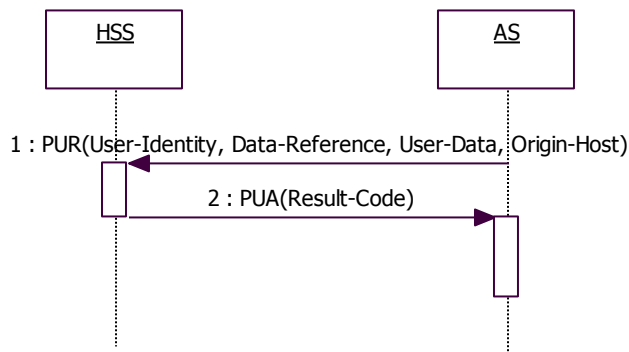 HSS
AS
1 : PUR(User-Identity, Data-Reference, User-Data, Origin-Host)
2 : PUA(Result-Code)